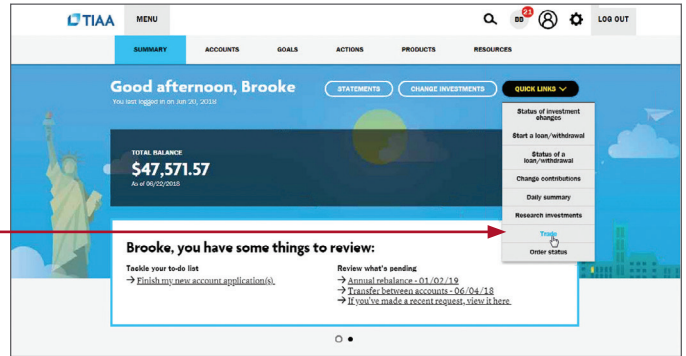 TIAA
MENU
21
BD
LOG OUT
SUMMARY
ACCOUNTS
GOALS
ACTIONS
PRODUCTS
RESOURCES
Good afternoon, Brooke
You last logged in on Jun 20, 2018
STATEMENTS
CHANGE INVESTMENTS
QUICK LINKS
Status of investment
changes
Start a loan/withdrawal
Status of a
loan/withdrawal
Change contributions
Daily summary
Research investments
Trade
Order status
TOTAL BALANCE
$47,571.57
As of 06/22/2018
Brooke, you have some things to review:
Tackle your to-do list
→ Finish my new account application(s)
Review what's pending
→ Annual rebalance - 01/02/19
→ Transfer between accounts - 06/04/18
→ If you've made a recent request, view it here